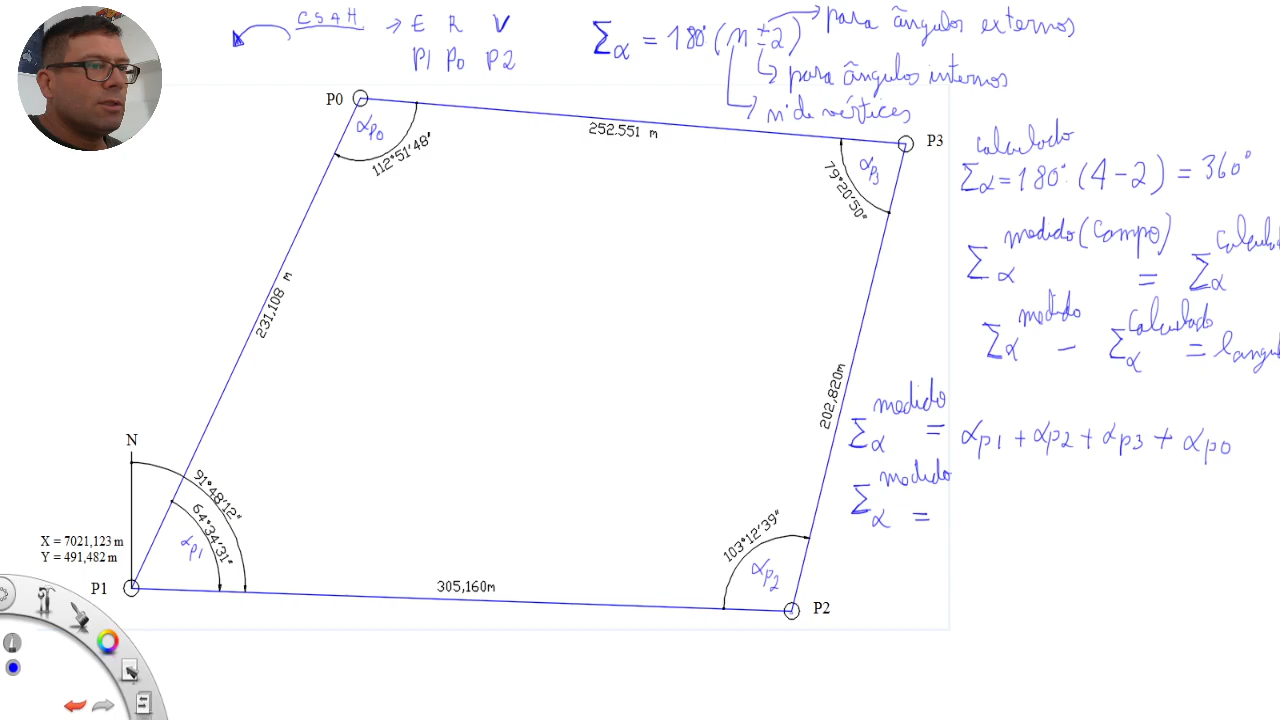 CSAH → E R V
P1 P0 P2
Σα = 180° (n ± 2) → para ângulos externos
para ângulos internos
n° de vértices
P0
αp0
112°51'48"
252.551 m
P3
αp3
79°20'50"
calculado
Σα = 180° . (4 - 2) = 360°
231,108 m
Σα medido (campo) = Σα
Σα medido - Σα calculado =
202,820m
Σα medido = αp1 + αp2 + αp3 + αp0
Σα medido =
N
91°48'12"
64°34'31"
αp1
103°12'39"
αp2
X = 7021,123 m
Y = 491,482 m
P1
305,160m
P2